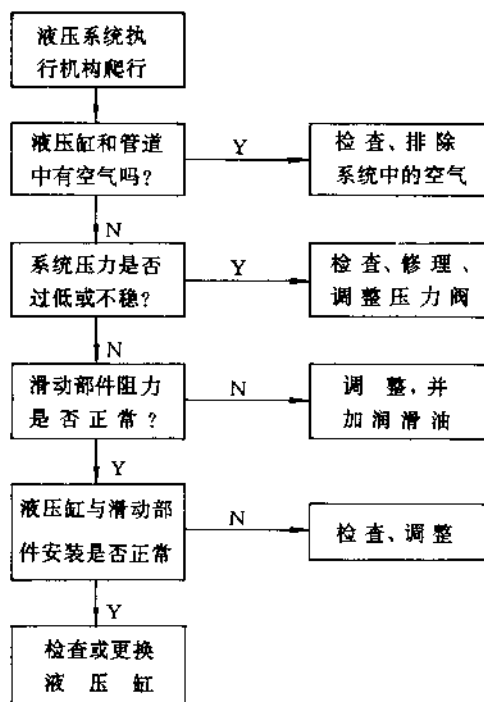 液压系统执
行机构爬行
液压缸和管道
中有空气吗?
Y
检查、排除
系统中的空气
N
系统压力是否
过低或不稳?
Y
检查、修理、
调整压力阀
N
滑动部件阻力
是否正常?
N
调整,并
加润滑油
Y
液压缸与滑动部
件安装是否正常
N
检查、调整
Y
检查或更换
液压缸